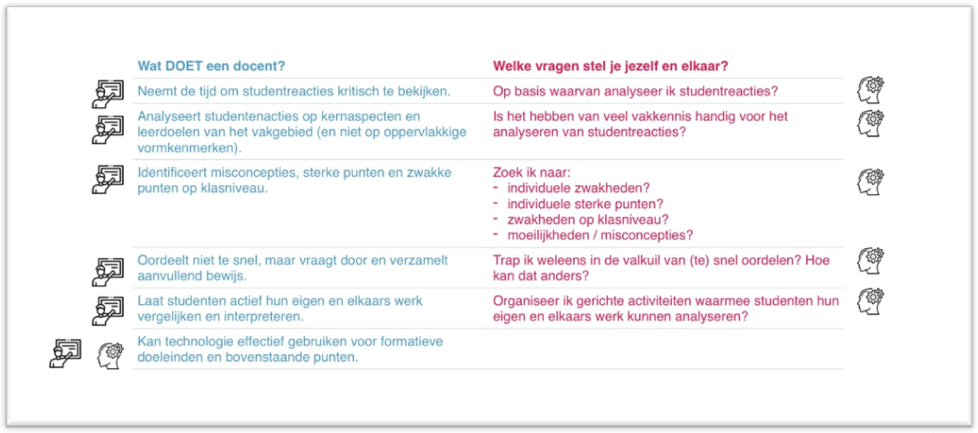 Wat DOET een docent?
Welke vragen stel je jezelf en elkaar?
Neemt de tijd om studentreacties kritisch te bekijken.
Op basis waarvan analyseer ik studentreacties?
Analyseert studentenacties op kernaspecten en
leerdoelen van het vakgebied (en niet op oppervlakkige
vormkenmerken).
Is het hebben van veel vakkennis handig voor het
analyseren van studentreacties?
Identificeert misconcepties, sterke punten en zwakke
punten op klasniveau.
Zoek ik naar:
- individuele zwakheden?
- individuele sterke punten?
- zwakheden op klasniveau?
- moeilijkheden / misconcepties?
Oordeelt niet te snel, maar vraagt door en verzamelt
aanvullend bewijs.
Trap ik weleens in de valkuil van (te) snel oordelen? Hoe
kan dat anders?
Laat studenten actief hun eigen en elkaars werk
vergelijken en interpreteren.
Organiseer ik gerichte activiteiten waarmee studenten hun
eigen en elkaars werk kunnen analyseren?
Kan technologie effectief gebruiken voor formatieve
doeleinden en bovenstaande punten.